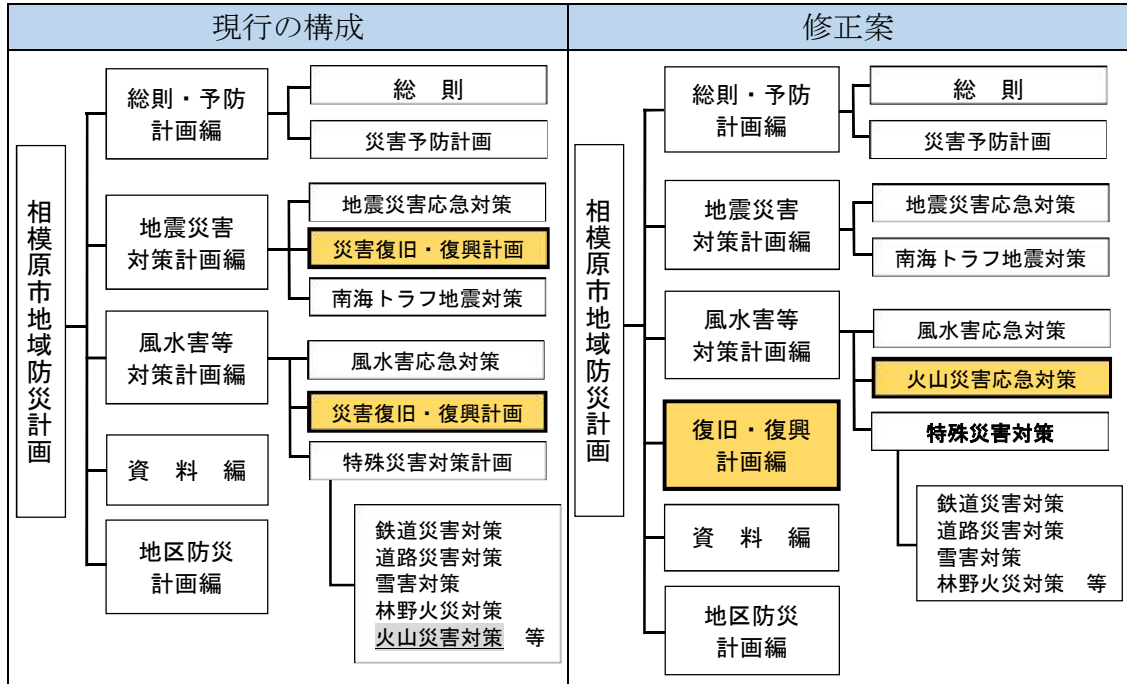 現行の構成
相模原市地域防災計画
総則・予防
計画編
総　則
災害予防計画
地震災害
対策計画編
地震災害応急対策
災害復旧・復興計画
南海トラフ地震対策
風水害等
対策計画編
風水害応急対策
災害復旧・復興計画
特殊災害対策計画
鉄道災害対策
道路災害対策
雪害対策
林野火災対策
火山災害対策　等
資　料　編
地区防災
計画編
修正案
相模原市地域防災計画
総則・予防
計画編
総　則
災害予防計画
地震災害
対策計画編
地震災害応急対策
南海トラフ地震対策
風水害等
対策計画編
風水害応急対策
火山災害応急対策
特殊災害対策
鉄道災害対策
道路災害対策
雪害対策
林野火災対策　等
復旧・復興
計画編
資　料　編
地区防災
計画編